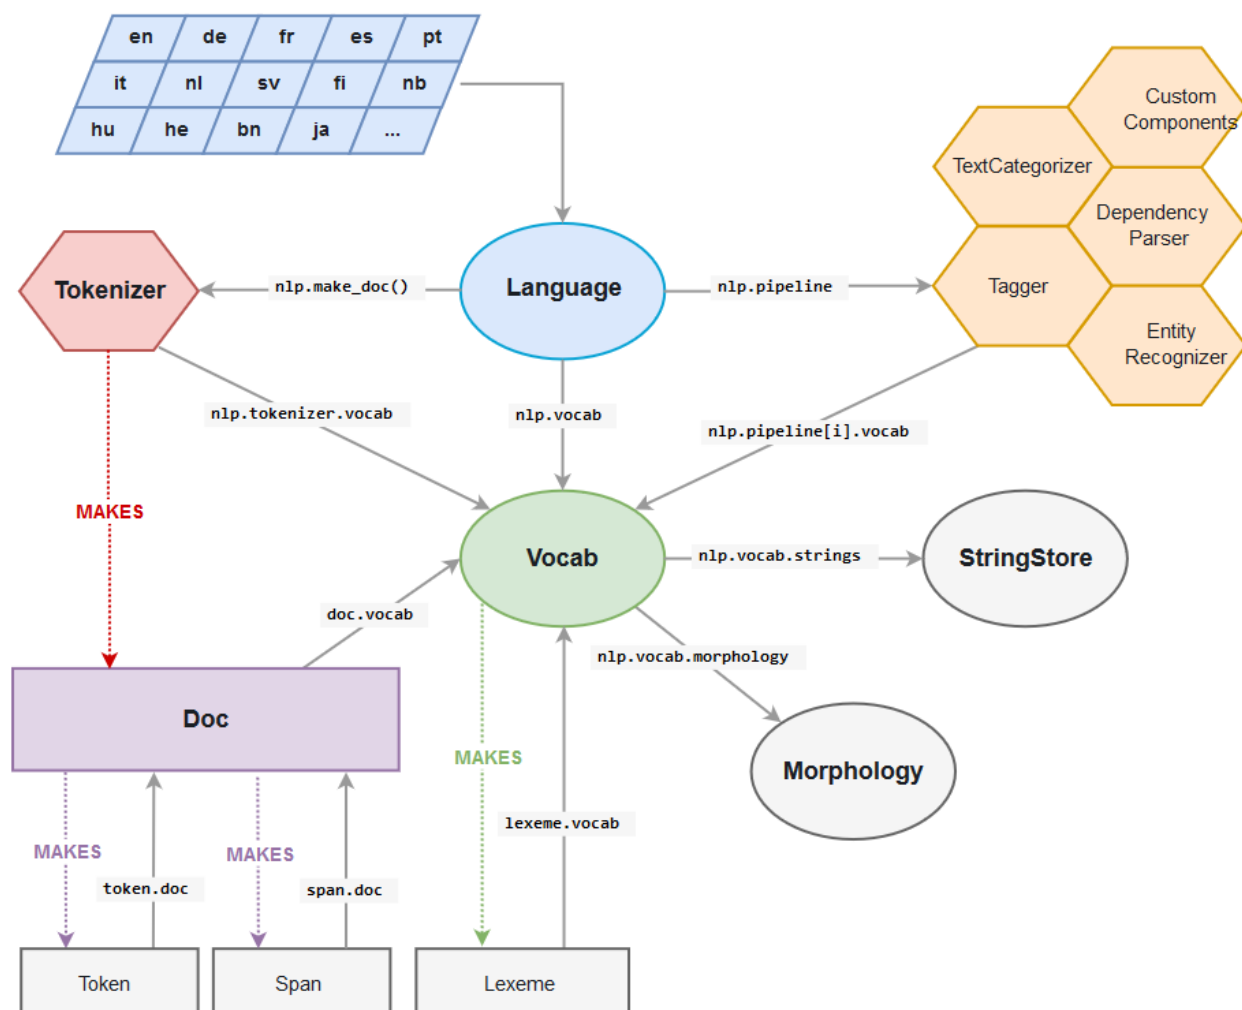 en de fr es pt
it nl sv fi nb
hu he bn ja ...
Custom
Components
TextCategorizer
Dependency
Parser
Tagger
Entity
Recognizer
Tokenizer
nlp.make_doc()
Language
nlp.pipeline
nlp.tokenizer.vocab
nlp.vocab
nlp.pipeline[i].vocab
MAKES
Vocab
nlp.vocab.strings
StringStore
doc.vocab
nlp.vocab.morphology
Doc
MAKES
Morphology
lexeme.vocab
MAKES
token.doc
MAKES
span.doc
Token
Span
Lexeme